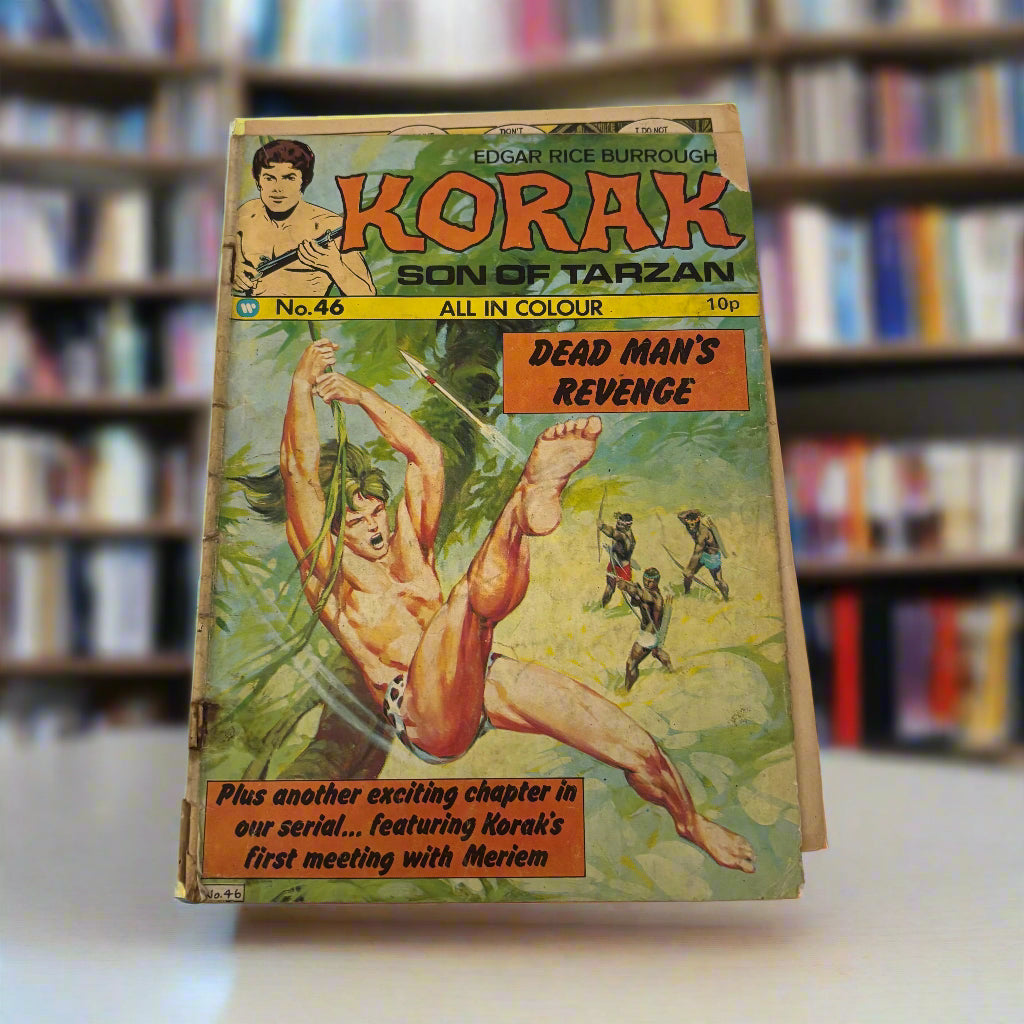 DON'T
I DO NOT
EDGAR RICE BURROUGH
KORAK
SON OF TARZAN
No.46
ALL IN COLOUR
10p
DEAD MAN'S
REVENGE
Plus another exciting chapter in
our serial... featuring Korak's
first meeting with Meriem
No.46